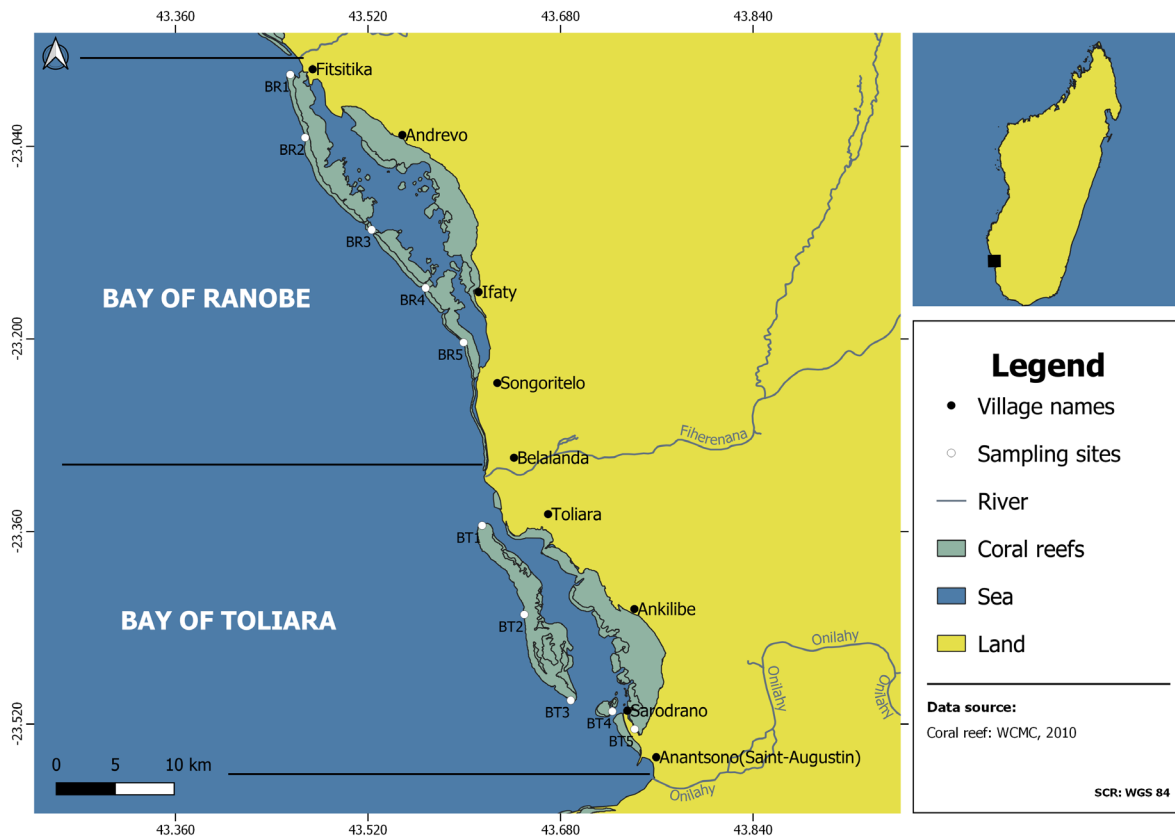 43.360
43.520
43.680
43.840
Fitsitika
BR1
-23.040
Andrevo
BR2
BR3
BAY OF RANOBE
Ifaty
BR4
-23.200
BR5
Songoritelo
Fiherenana
Belalanda
Toliara
-23.360
BT1
BAY OF TOLIARA
Ankilibe
BT2
Onilahy
Onilahy
Onilahy
BT3
Sarodrano
BT4
-23.520
BT5
Anantsono(Saint-Augustin)
0 5 10 km
Onilahy
43.360
43.520
43.680
43.840
Legend
Village names
Sampling sites
River
Coral reefs
Sea
Land
Data source:
Coral reef: WCMC, 2010
SCR: WGS 84